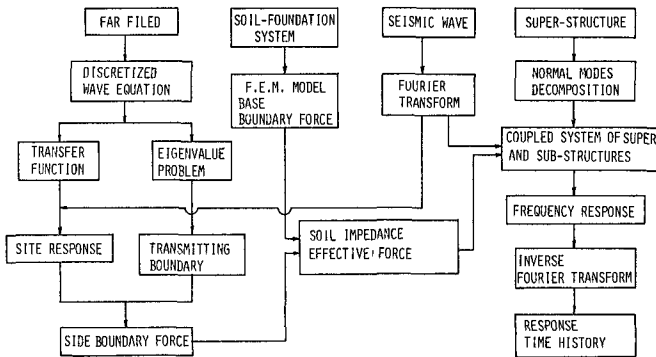 FAR FILED
SOIL-FOUNDATION
SYSTEM
SEISMIC WAVE
SUPER-STRUCTURE
DISCRETIZED
WAVE EQUATION
F.E.M. MODEL
BASE
BOUNDARY FORCE
FOURIER
TRANSFORM
NORMAL MODES
DECOMPOSITION
TRANSFER
FUNCTION
EIGENVALUE
PROBLEM
COUPLED SYSTEM OF SUPER
AND SUB-STRUCTURES
SITE RESPONSE
TRANSMITTING
BOUNDARY
SOIL IMPEDANCE
EFFECTIVE FORCE
FREQUENCY RESPONSE
INVERSE
FOURIER TRANSFORM
SIDE BOUNDARY FORCE
RESPONSE
TIME HISTORY